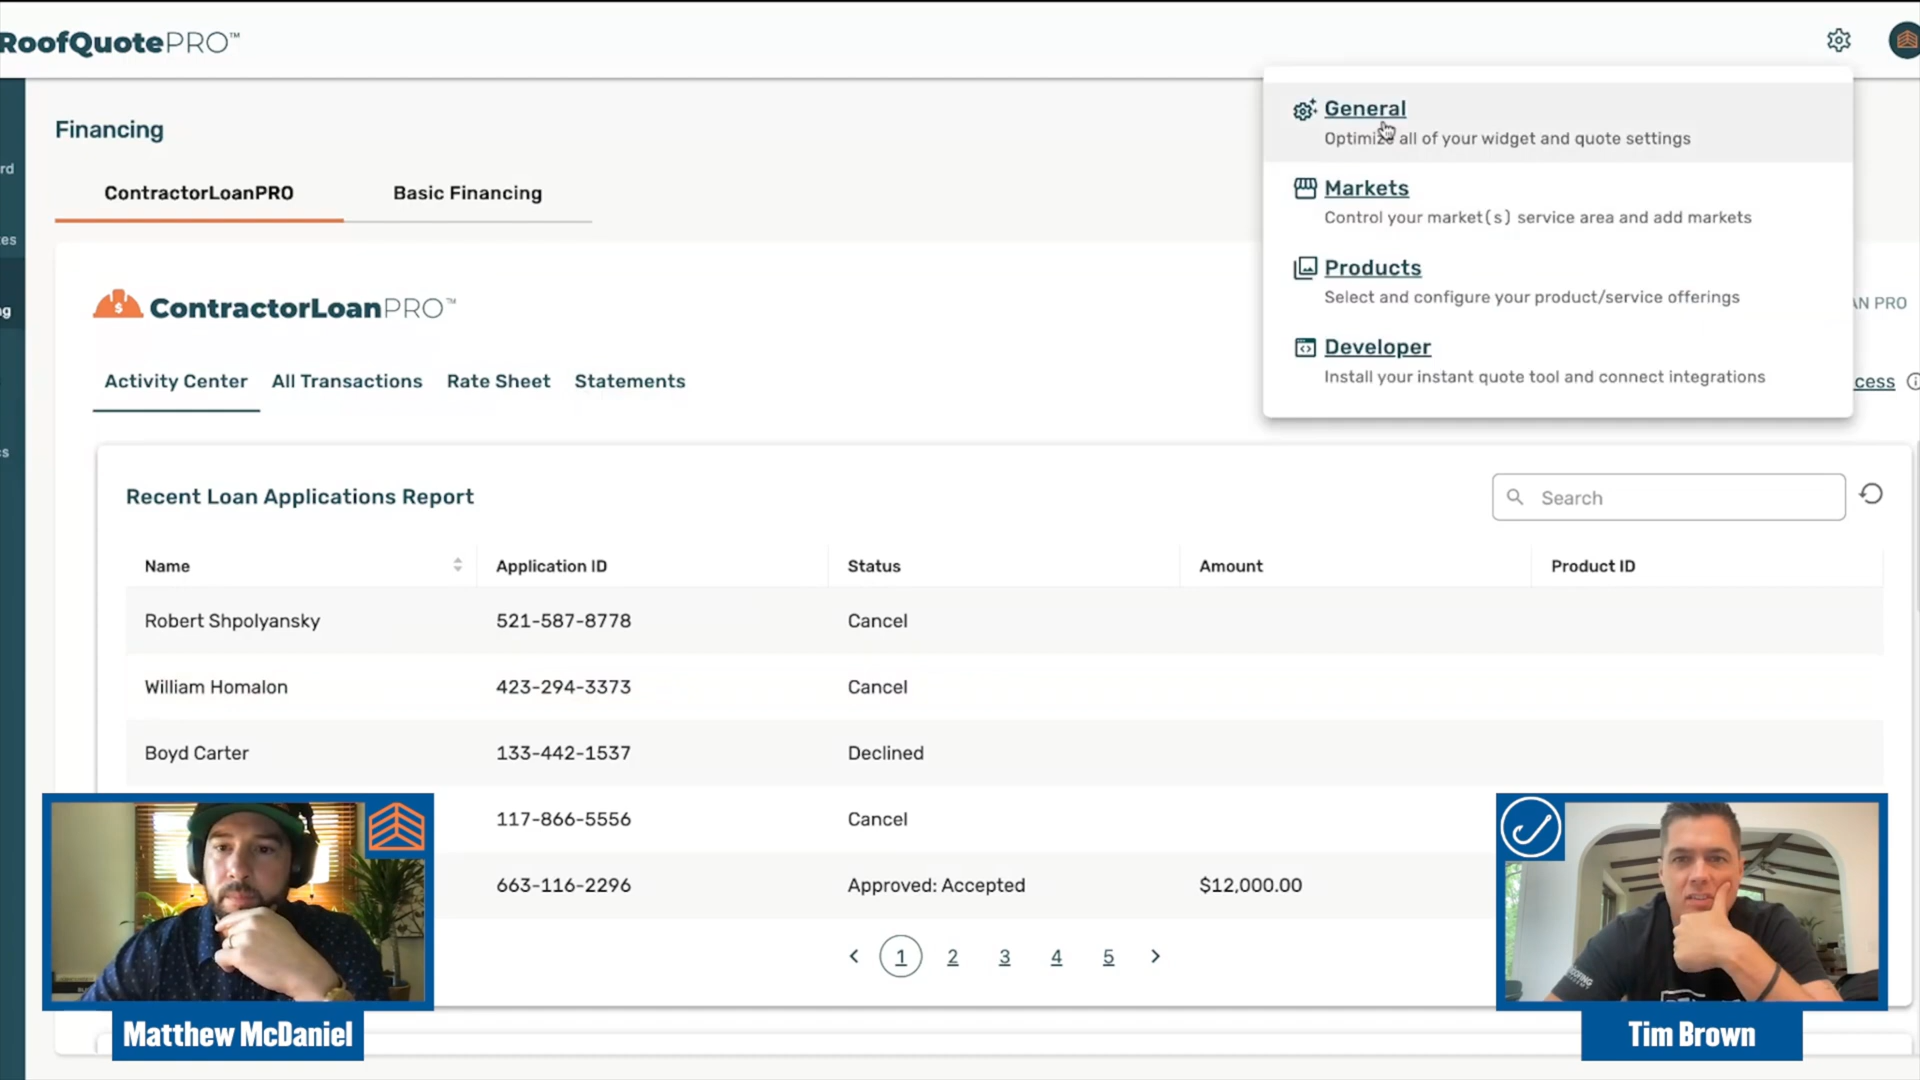 RoofQuotePRO™
General
Optimize all of your widget and quote settings
Markets
Control your market(s) service area and add markets
Products
Select and configure your product/service offerings
Developer
Install your instant quote tool and connect integrations
Financing
ContractorLoanPRO
Basic Financing
ContractorLoanPRO™
AN PRO
Activity Center
All Transactions
Rate Sheet
Statements
cess
rd
es
g
s
Recent Loan Applications Report
Search
Name Application ID Status Amount Product ID
Robert Shpolyansky 521-587-8778 Cancel
William Homalon 423-294-3373 Cancel
Boyd Carter 133-442-1537 Declined
117-866-5556 Cancel
663-116-2296 Approved: Accepted $12,000.00
1 2 3 4 5
Matthew McDaniel
Tim Brown